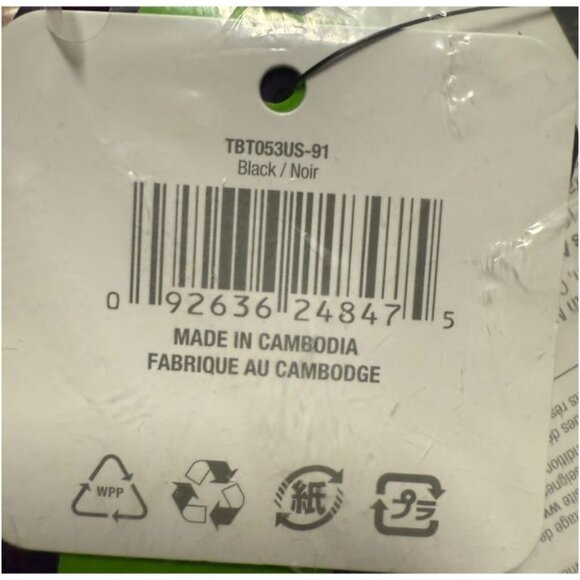 TBT053US-91
Black / Noir
0 92636 24847 5
MADE IN CAMBODIA
FABRIQUE AU CAMBODGE
WPP 紙 プラ